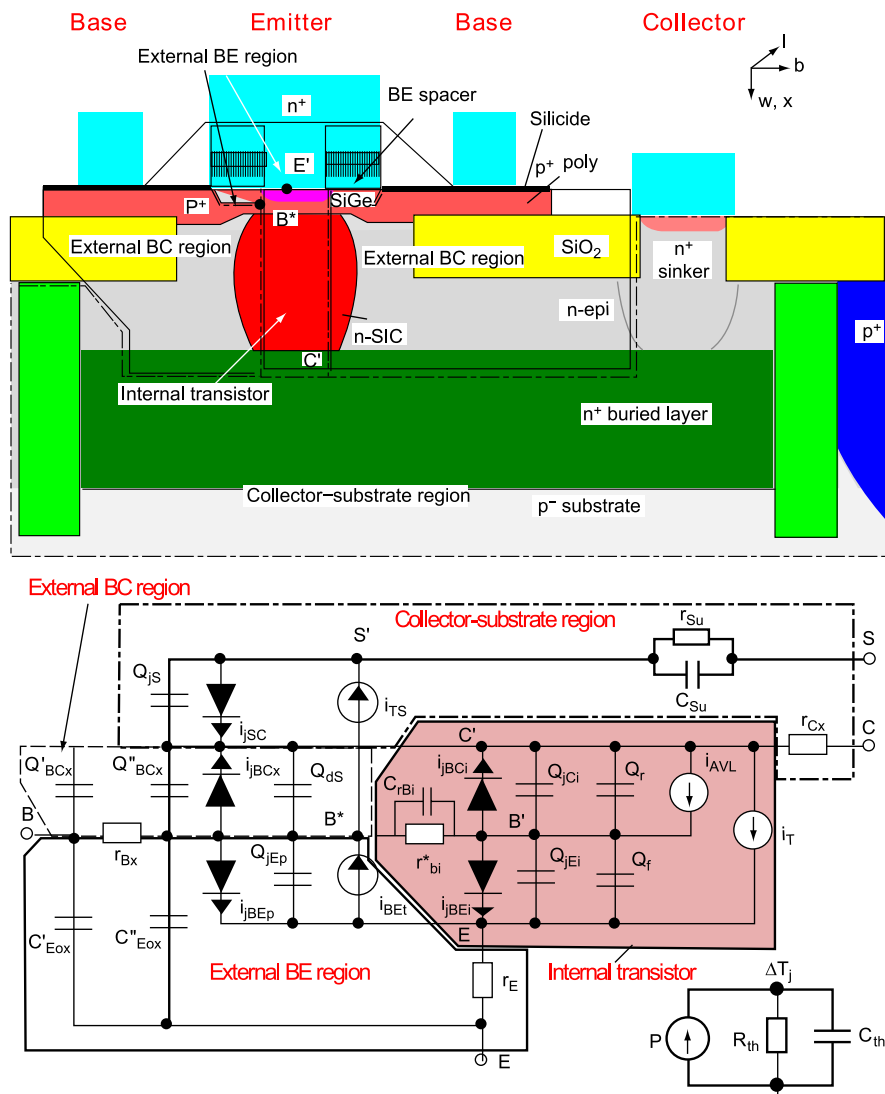 Base Emitter Base Collector
External BE region
l
b
w, x
n+
BE spacer
Silicide
E'
p+ poly
P+
SiGe
B*
External BC region
External BC region
SiO2
n+
sinker
n-epi
n-SIC
p+
C'
Internal transistor
n+ buried layer
Collector–substrate region
p− substrate
External BC region
Collector-substrate region
rSu
S'
S
QjS
CSu
iTS
rCx
ijSC
C'
C
Q'BCx
Q''BCx
ijBCx
QdS
CrBi
ijBCi
QjCi
Qr
iAVL
B
B*
B'
rBx
r*bi
iT
QjEp
QjEi
Qf
ijBEp
iBEt
ijBEi
C'Eox
C''Eox
E
External BE region
rE
Internal transistor
ΔTj
E
P
Rth
Cth